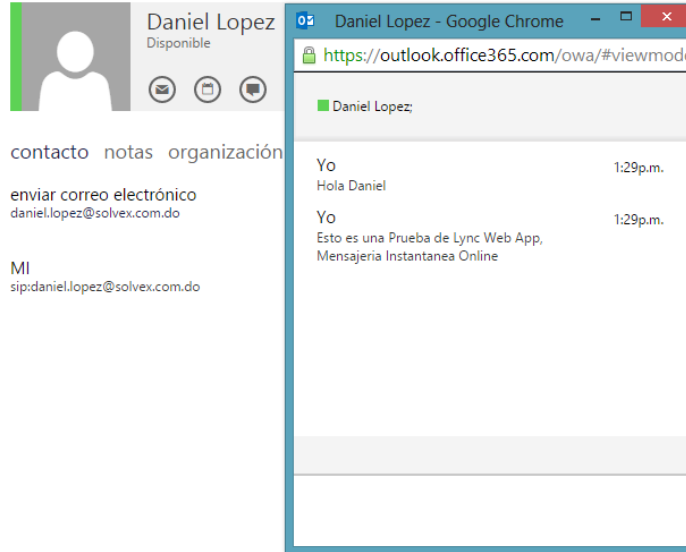 Daniel Lopez
Disponible
contacto notas organización
enviar correo electrónico
daniel.lopez@solvex.com.do
MI
sip:daniel.lopez@solvex.com.do
Daniel Lopez - Google Chrome
https://outlook.office365.com/owa/#viewmod
Daniel Lopez;
Yo 1:29p.m.
Hola Daniel
Yo 1:29p.m.
Esto es una Prueba de Lync Web App,
Mensajeria Instantanea Online